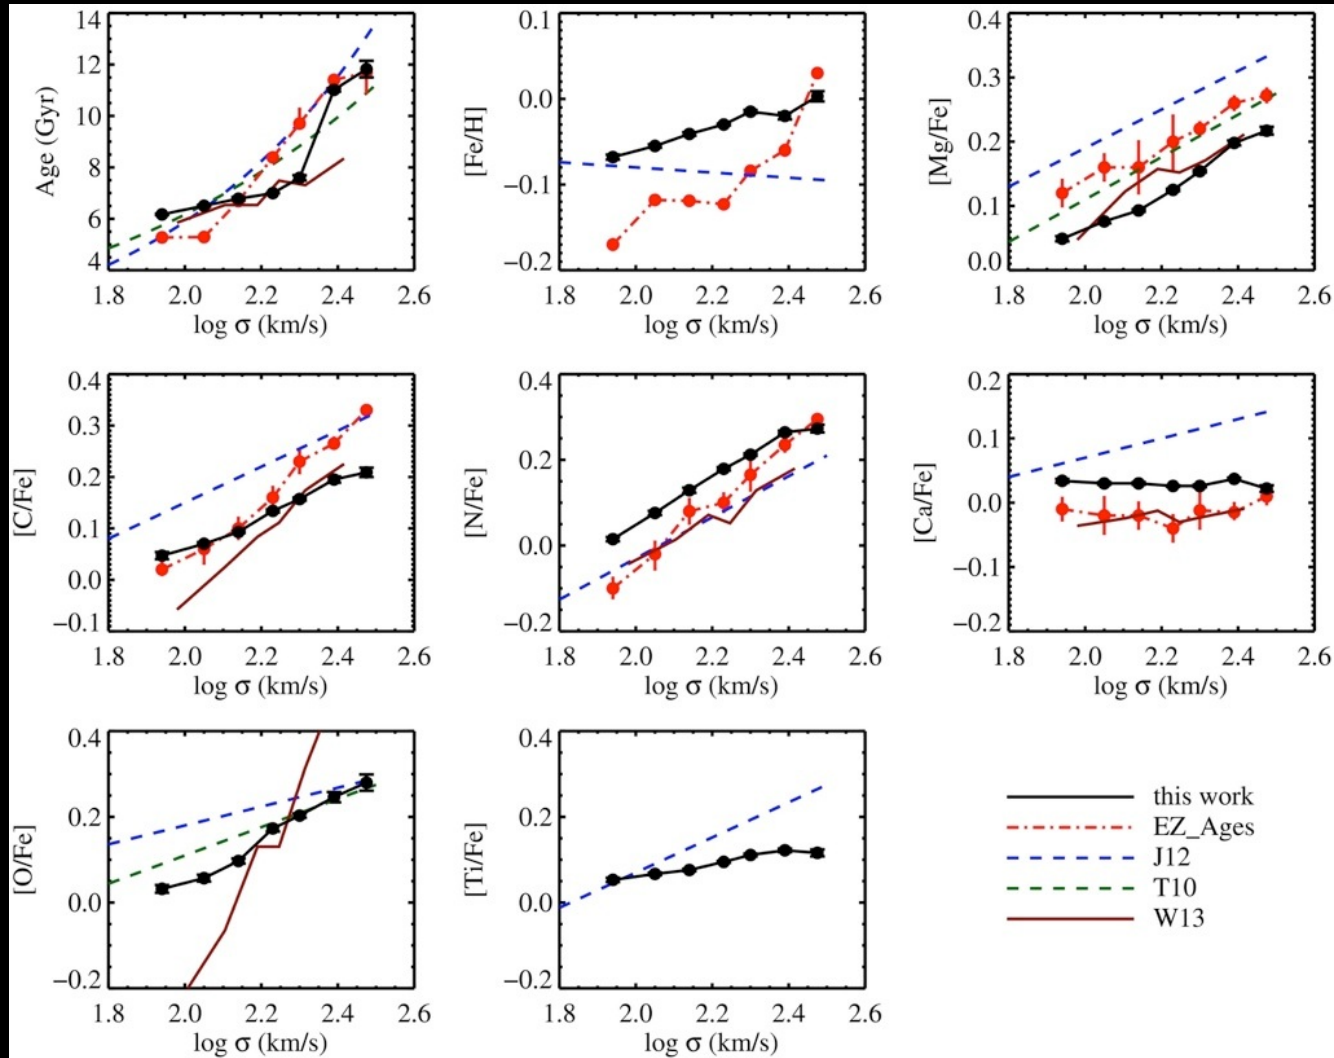 14
12
10
8
6
4
Age (Gyr)
1.8 2.0 2.2 2.4 2.6
log σ (km/s)
0.1
0.0
−0.1
−0.2
[Fe/H]
1.8 2.0 2.2 2.4 2.6
log σ (km/s)
0.4
0.3
0.2
0.1
0.0
[Mg/Fe]
1.8 2.0 2.2 2.4 2.6
log σ (km/s)
0.4
0.3
0.2
0.1
0.0
−0.1
[C/Fe]
1.8 2.0 2.2 2.4 2.6
log σ (km/s)
0.4
0.2
0.0
−0.2
[N/Fe]
1.8 2.0 2.2 2.4 2.6
log σ (km/s)
0.2
0.1
0.0
−0.1
−0.2
[Ca/Fe]
1.8 2.0 2.2 2.4 2.6
log σ (km/s)
0.4
0.2
0.0
−0.2
[O/Fe]
1.8 2.0 2.2 2.4 2.6
log σ (km/s)
0.4
0.2
0.0
−0.2
[Ti/Fe]
1.8 2.0 2.2 2.4 2.6
log σ (km/s)
this work
EZ_Ages
J12
T10
W13